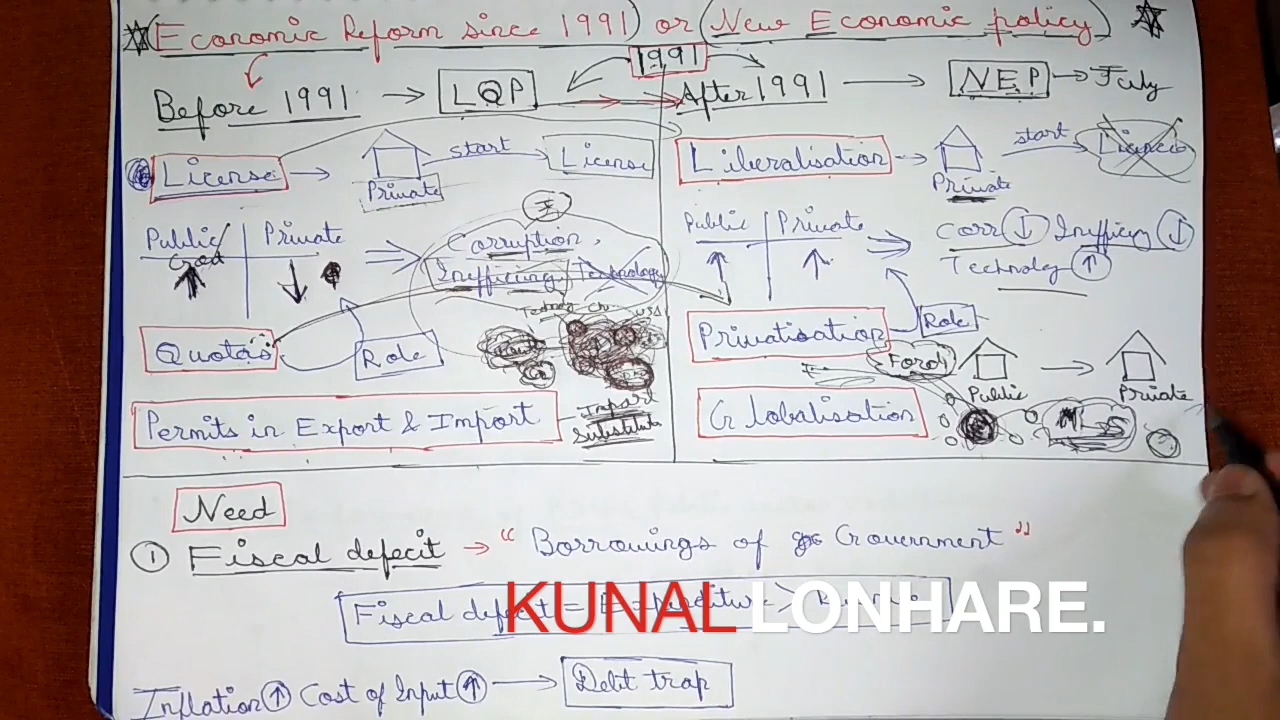 (Economic Reform since 1991) or (New Economic policy)
1991
Before 1991 → LQP
After 1991 → NEP → July
License → Private start License
Public Private
⇒ Corruption,
Inefficiency Technology
Quotas Role
Permits in Export & Import
Import
Substitute
Liberalisation → Private start
Public Private
⇒ Corr ↓ Inefficiency ↓
Technology ↑
Privatisation Role
Ford
Public → Private
Globalisation
Need
① Fiscal defecit → "Borrowings of Government"
Fiscal defecit = Expenditure >
KUNAL LONHARE.
Inflation ↑ Cost of Input ↑ → Debt trap